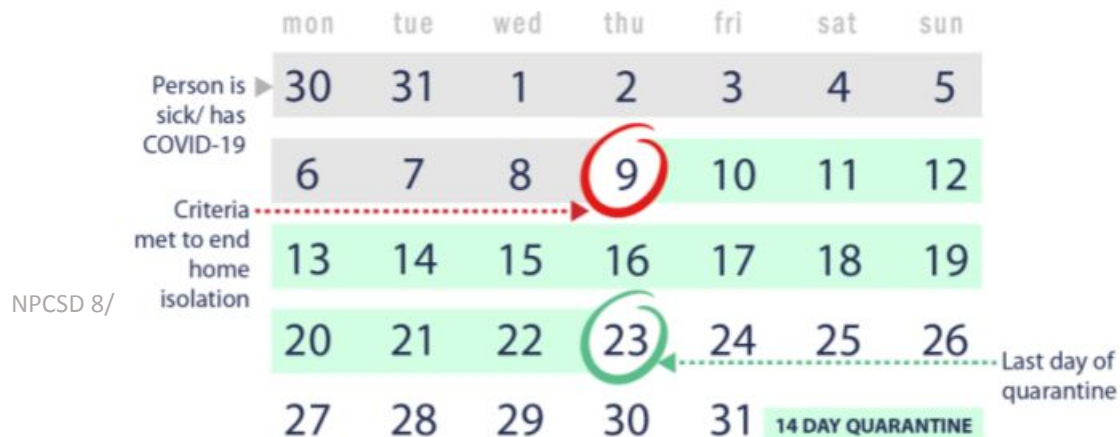 mon tue wed thu fri sat sun
Person is
sick/ has
COVID-19
30 31 1 2 3 4 5
6 7 8 9 10 11 12
Criteria
met to end
home
isolation
13 14 15 16 17 18 19
NPCSD 8/
20 21 22 23 24 25 26
Last day of
quarantine
27 28 29 30 31 14 DAY QUARANTINE